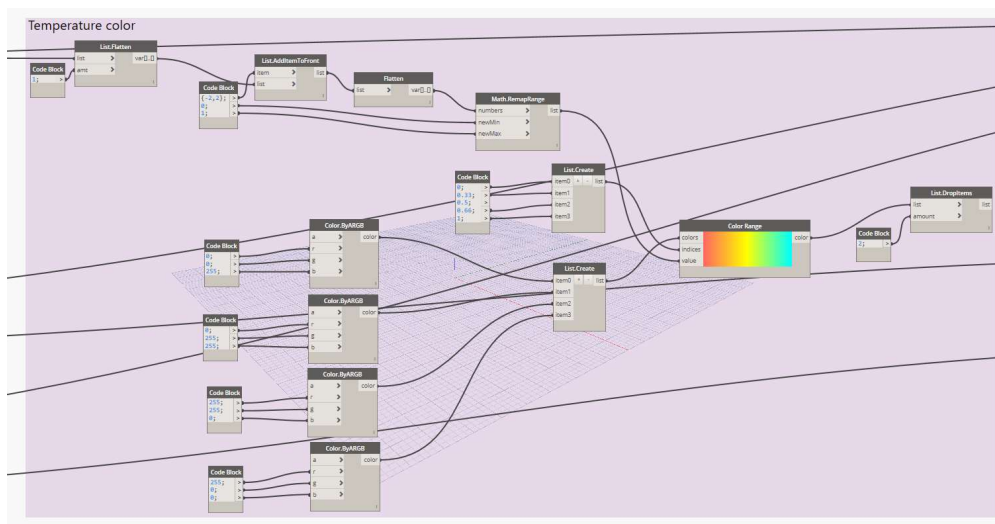 Temperature color
List.Flatten
list > var[]..[]
amt >
Code Block
1; >
List.AddItemToFront
item > list
list >
Code Block
{-2,2}; >
0; >
1; >
Flatten
list > var[]..[]
Math.RemapRange
numbers > list
newMin >
newMax >
Code Block
0; >
0.33; >
0.5; >
0.66; >
1; >
List.Create
item0 + - list
item1
item2
item3
List.DropItems
list > list
amount >
Code Block
2; >
Color Range
colors color
indices
value
Code Block
0; >
0; >
255; >
Color.ByARGB
a > color
r >
g >
b >
List.Create
item0 + - list
item1
item2
item3
Code Block
0; >
255; >
255; >
Color.ByARGB
a > color
r >
g >
b >
Code Block
255; >
255; >
0; >
Color.ByARGB
a > color
r >
g >
b >
Code Block
255; >
0; >
0; >
Color.ByARGB
a > color
r >
g >
b >